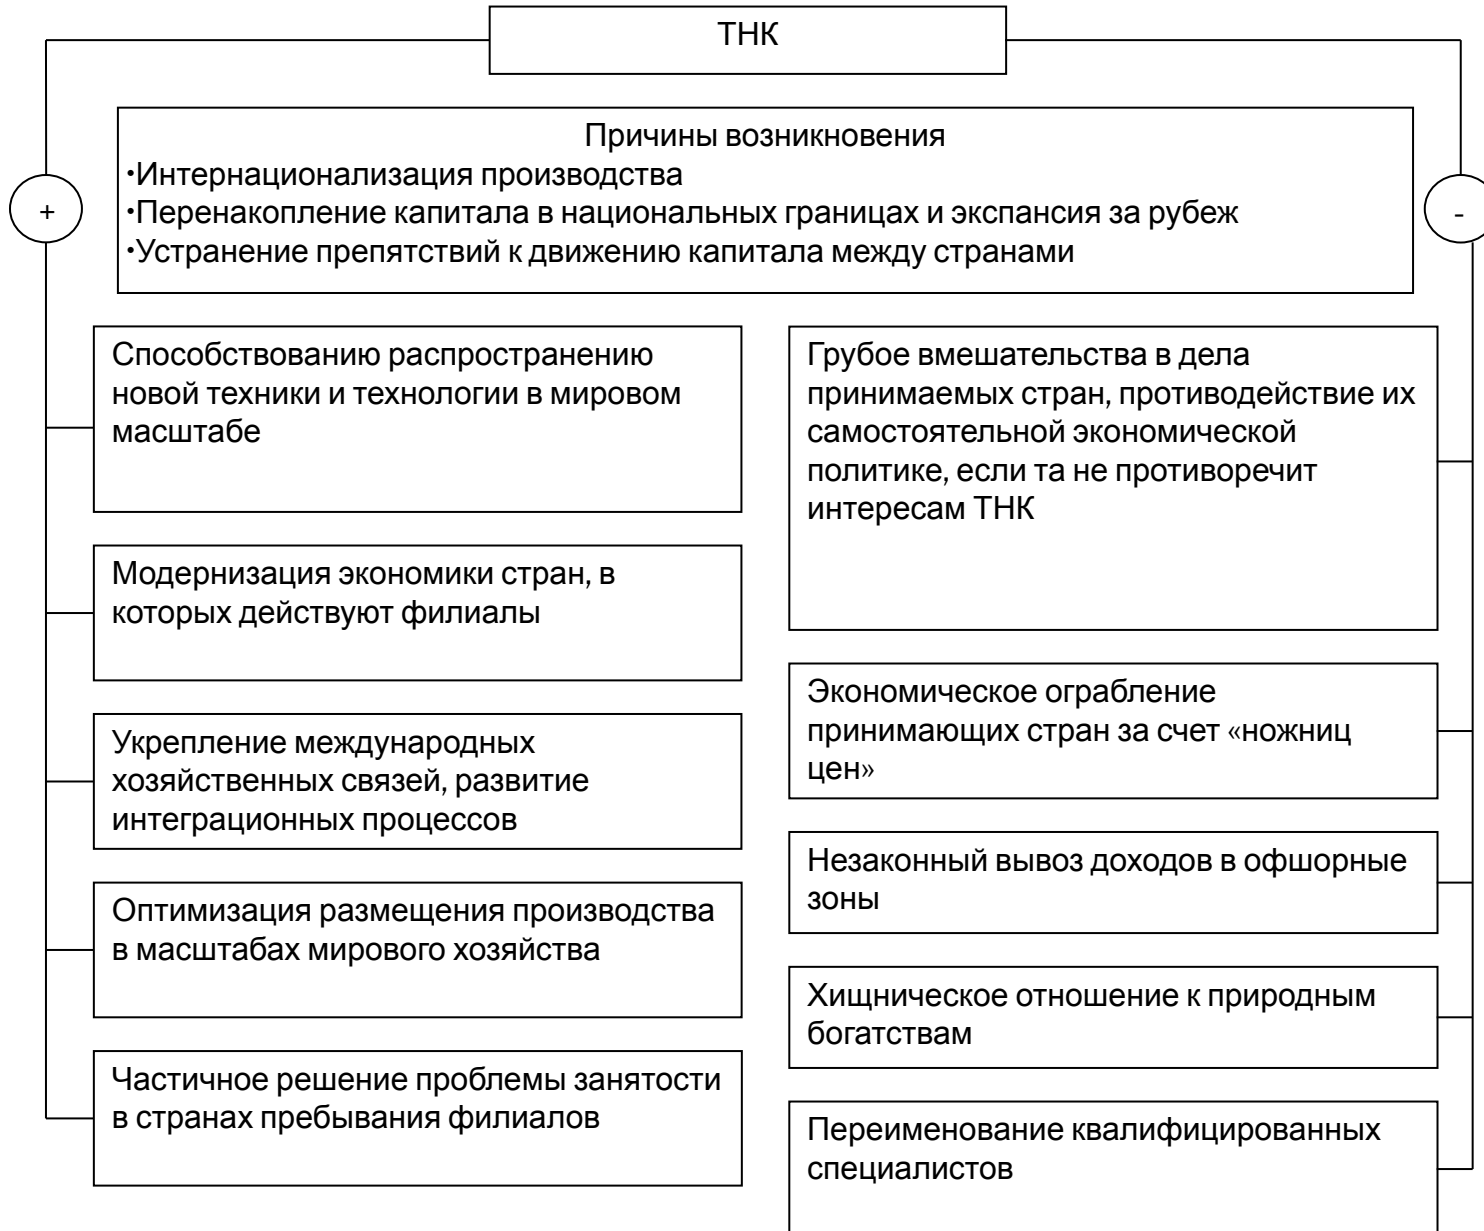 ТНК
Причины возникновения
•Интернационализация производства
•Перенакопление капитала в национальных границах и экспансия за рубеж
•Устранение препятствий к движению капитала между странами
+
-
Способствованию распространению
новой техники и технологии в мировом
масштабе
Модернизация экономики стран, в
которых действуют филиалы
Укрепление международных
хозяйственных связей, развитие
интеграционных процессов
Оптимизация размещения производства
в масштабах мирового хозяйства
Частичное решение проблемы занятости
в странах пребывания филиалов
Грубое вмешательства в дела
принимаемых стран, противодействие их
самостоятельной экономической
политике, если та не противоречит
интересам ТНК
Экономическое ограбление
принимающих стран за счет «ножниц
цен»
Незаконный вывоз доходов в офшорные
зоны
Хищническое отношение к природным
богатствам
Переименование квалифицированных
специалистов